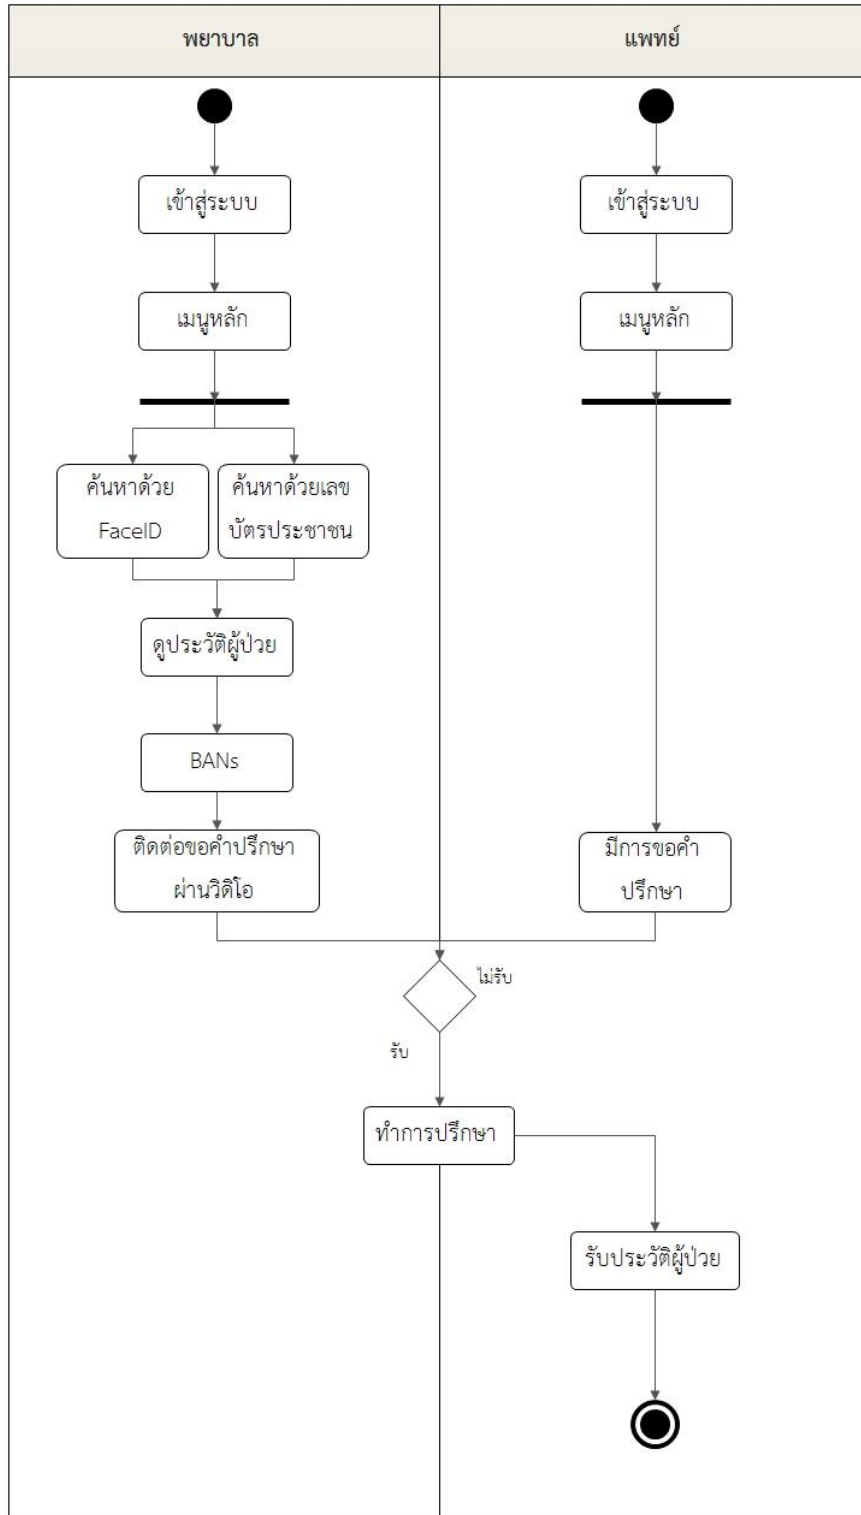 พยาบาล
แพทย์
เข้าสู่ระบบ
เข้าสู่ระบบ
เมนูหลัก
เมนูหลัก
ค้นหาด้วย
FaceID
ค้นหาด้วยเลข
บัตรประชาชน
ดูประวัติผู้ป่วย
BANs
ติดต่อขอคำปรึกษา
ผ่านวิดิโอ
มีการขอคำ
ปรึกษา
ไม่รับ
รับ
ทำการปรึกษา
รับประวัติผู้ป่วย